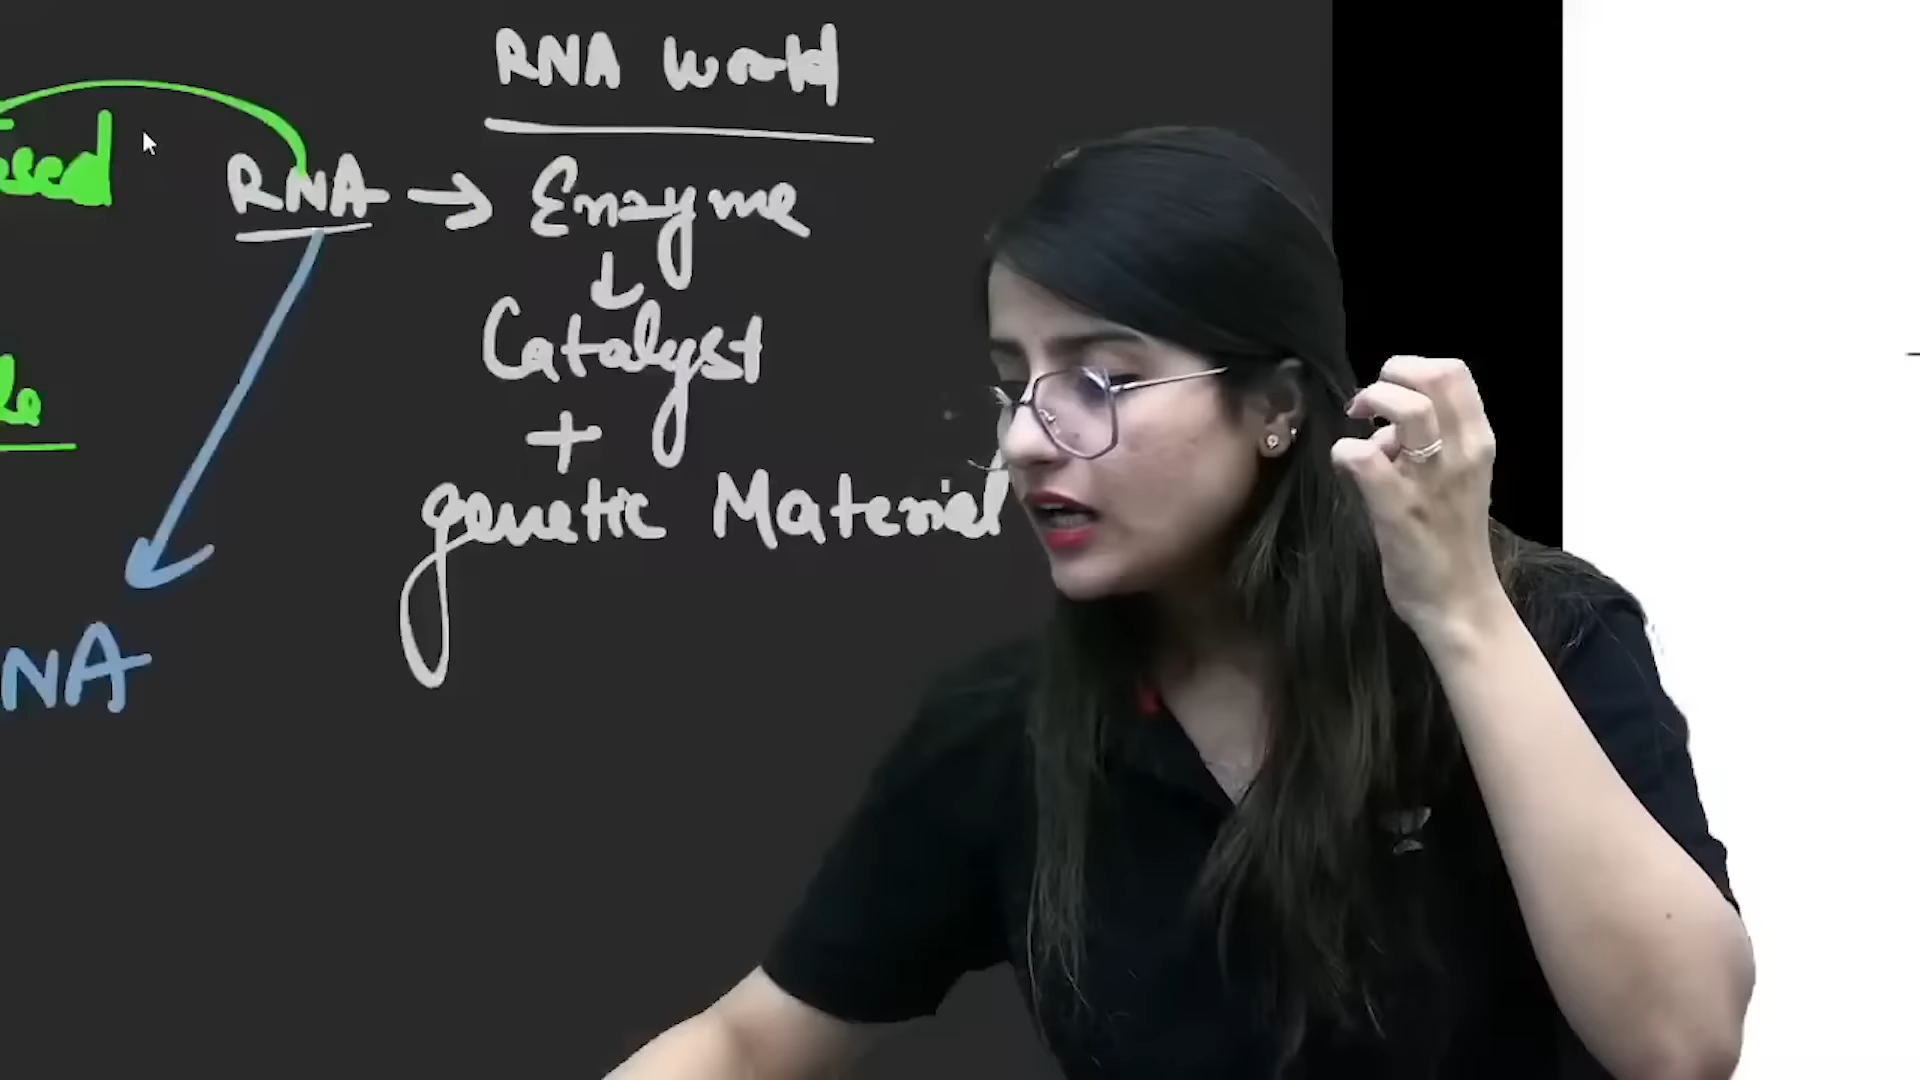 RNA World
RNA → Enzyme
↓
Catalyst
+
genetic Material
NA